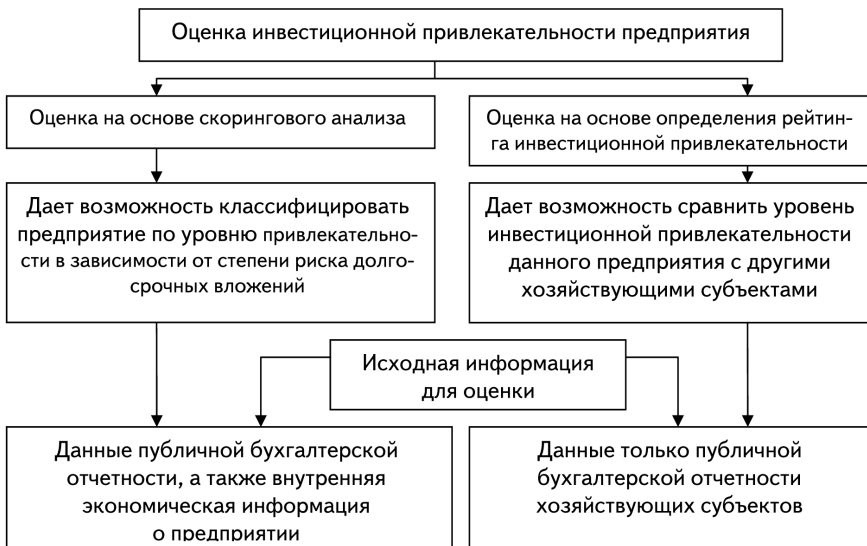 Оценка инвестиционной привлекательности предприятия
Оценка на основе скорингового анализа
Оценка на основе определения рейтин-
га инвестиционной привлекательности
Дает возможность классифицировать
предприятие по уровню привлекательно-
сти в зависимости от степени риска долго-
срочных вложений
Дает возможность сравнить уровень
инвестиционной привлекательности
данного предприятия с другими
хозяйствующими субъектами
Исходная информация
для оценки
Данные публичной бухгалтерской
отчетности, а также внутренняя
экономическая информация
о предприятии
Данные только публичной
бухгалтерской отчетности
хозяйствующих субъектов